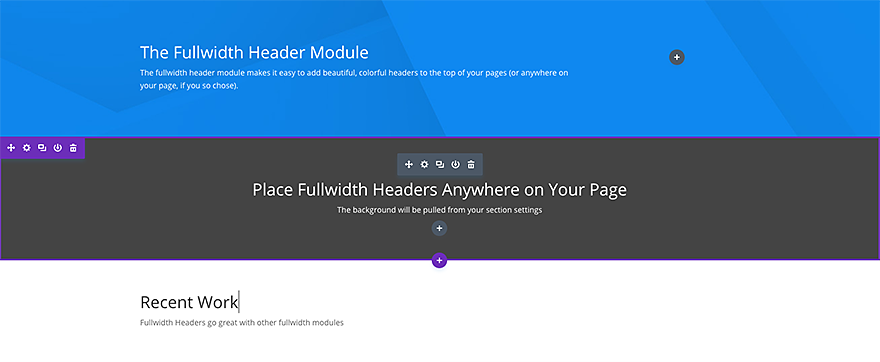 The Fullwidth Header Module
The fullwidth header module makes it easy to add beautiful, colorful headers to the top of your pages (or anywhere on
your page, if you so chose).
Place Fullwidth Headers Anywhere on Your Page
The background will be pulled from your section settings
Recent Work
Fullwidth Headers go great with other fullwidth modules